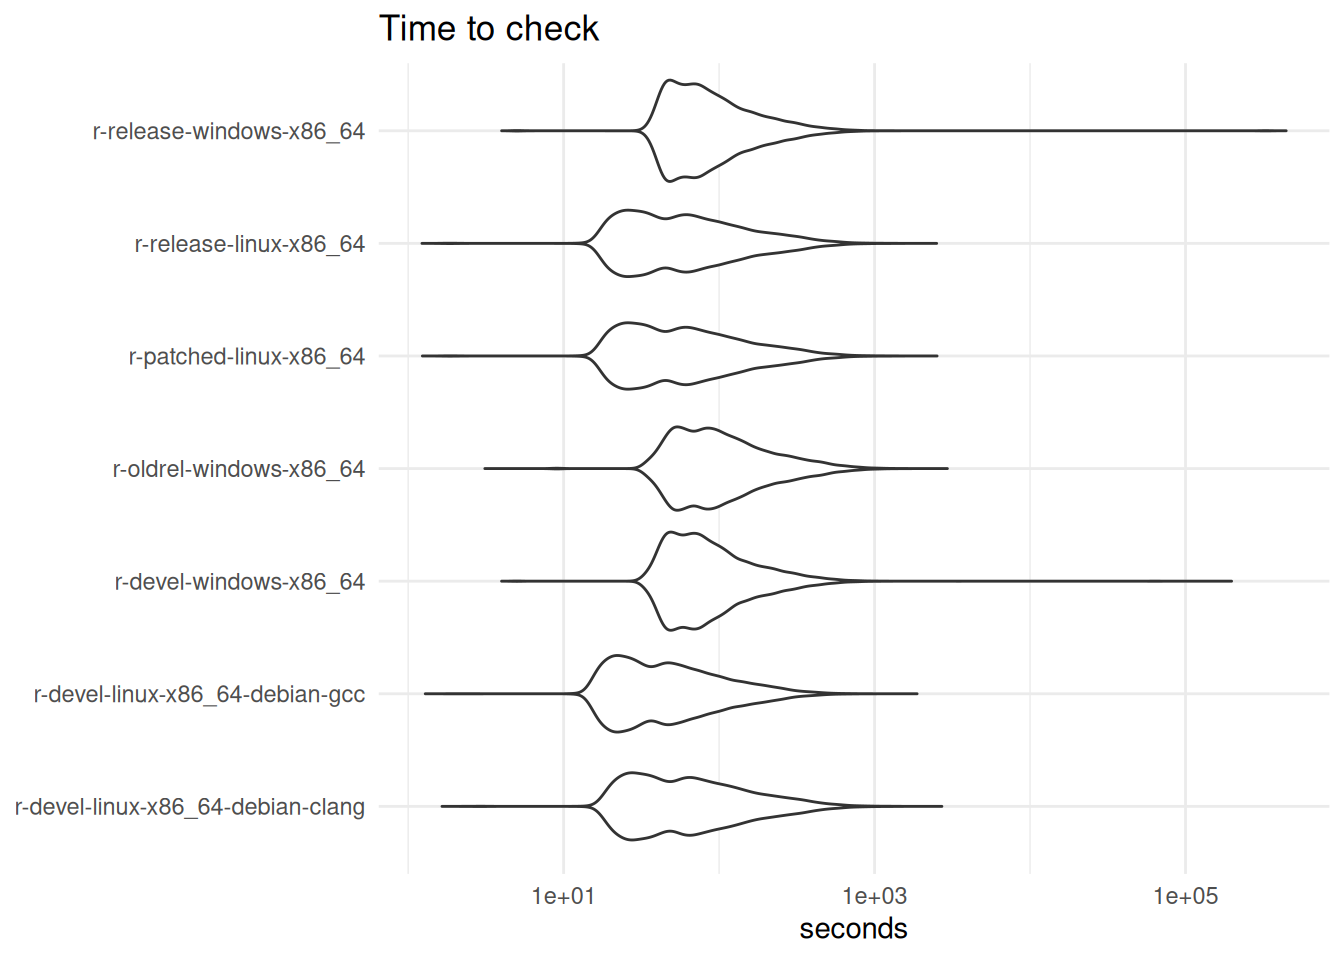 Time to check
r-release-windows-x86_64
r-release-linux-x86_64
r-patched-linux-x86_64
r-oldrel-windows-x86_64
r-devel-windows-x86_64
r-devel-linux-x86_64-debian-gcc
r-devel-linux-x86_64-debian-clang
1e+01 1e+03 1e+05
seconds